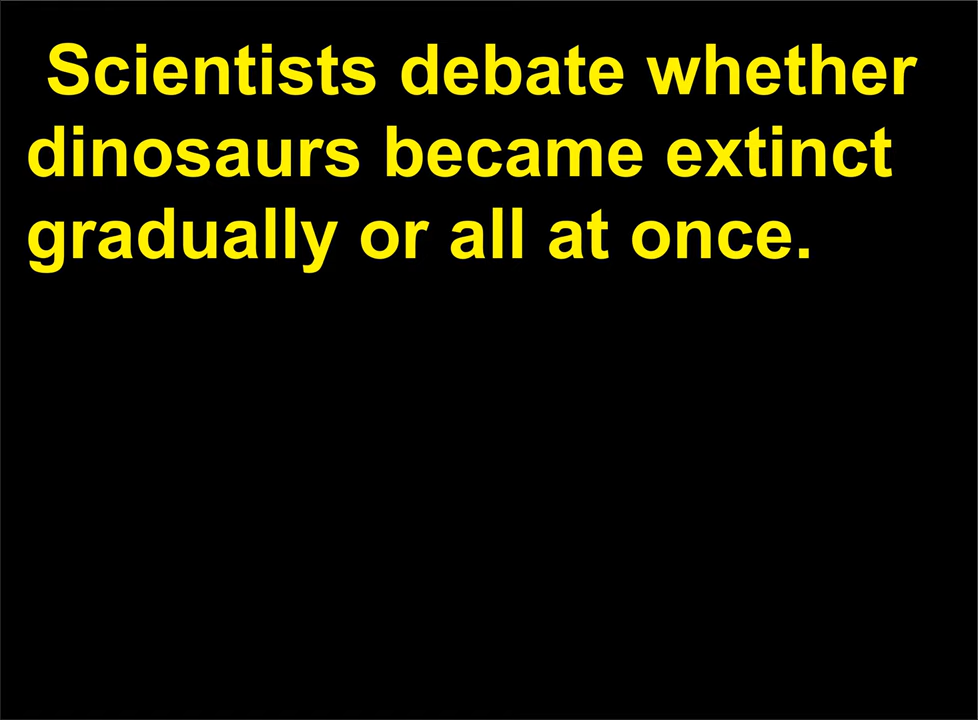 Scientists debate whether
dinosaurs became extinct
gradually or all at once.